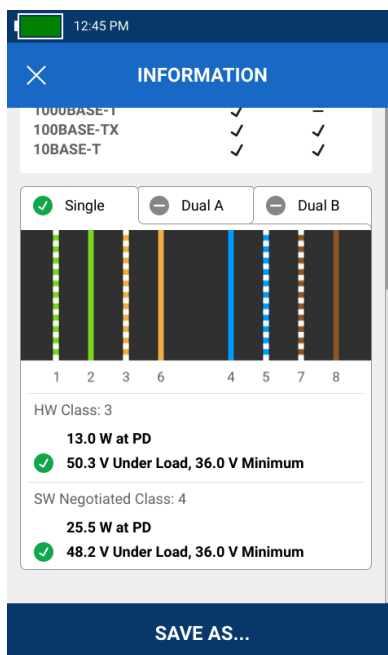 12:45 PM
INFORMATION
1000BASE-T
100BASE-TX
10BASE-T
Single Dual A Dual B
1 2 3 6 4 5 7 8
HW Class: 3
13.0 W at PD
50.3 V Under Load, 36.0 V Minimum
SW Negotiated Class: 4
25.5 W at PD
48.2 V Under Load, 36.0 V Minimum
SAVE AS...